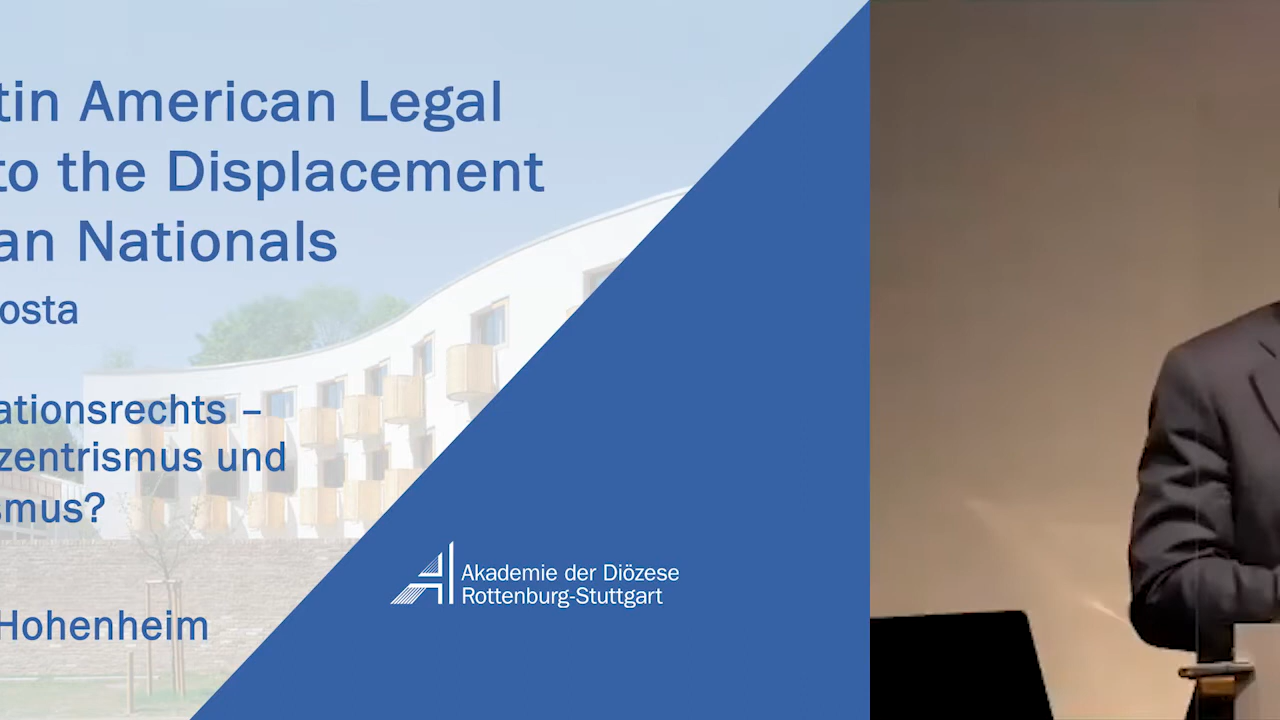 tin American Legal
to the Displacement
an Nationals
osta
ationsrechts –
zentrismus und
smus?
Hohenheim
Akademie der Diözese
Rottenburg-Stuttgart